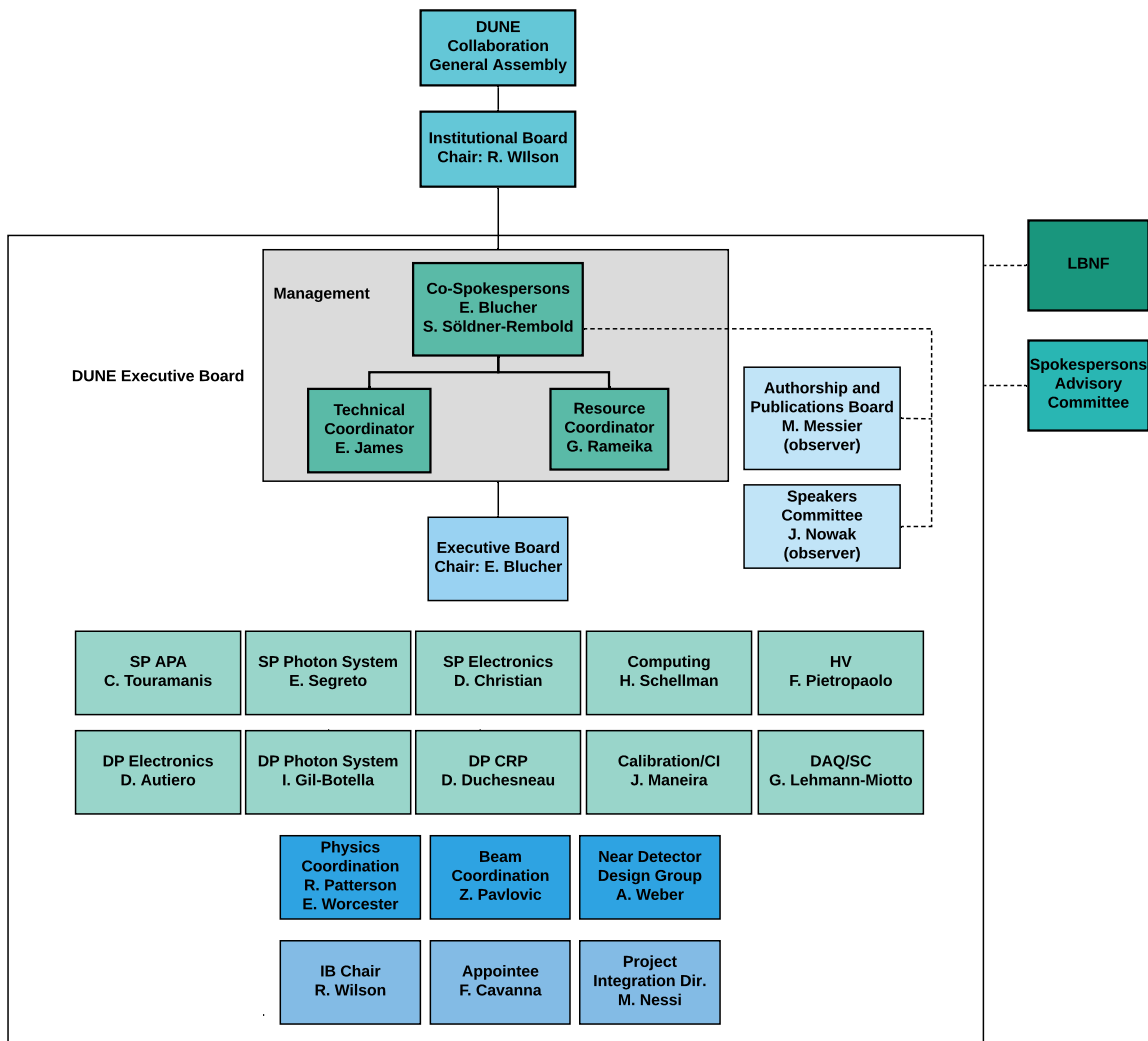 DUNE
Collaboration
General Assembly
Institutional Board
Chair: R. WIlson
LBNF
Management
Co-Spokespersons
E. Blucher
S. Söldner-Rembold
DUNE Executive Board
Spokespersons
Advisory
Committee
Technical
Coordinator
E. James
Resource
Coordinator
G. Rameika
Authorship and
Publications Board
M. Messier
(observer)
Speakers
Committee
J. Nowak
(observer)
Executive Board
Chair: E. Blucher
SP APA
C. Touramanis
SP Photon System
E. Segreto
SP Electronics
D. Christian
Computing
H. Schellman
HV
F. Pietropaolo
DP Electronics
D. Autiero
DP Photon System
I. Gil-Botella
DP CRP
D. Duchesneau
Calibration/CI
J. Maneira
DAQ/SC
G. Lehmann-Miotto
Physics
Coordination
R. Patterson
E. Worcester
Beam
Coordination
Z. Pavlovic
Near Detector
Design Group
A. Weber
IB Chair
R. Wilson
Appointee
F. Cavanna
Project
Integration Dir.
M. Nessi